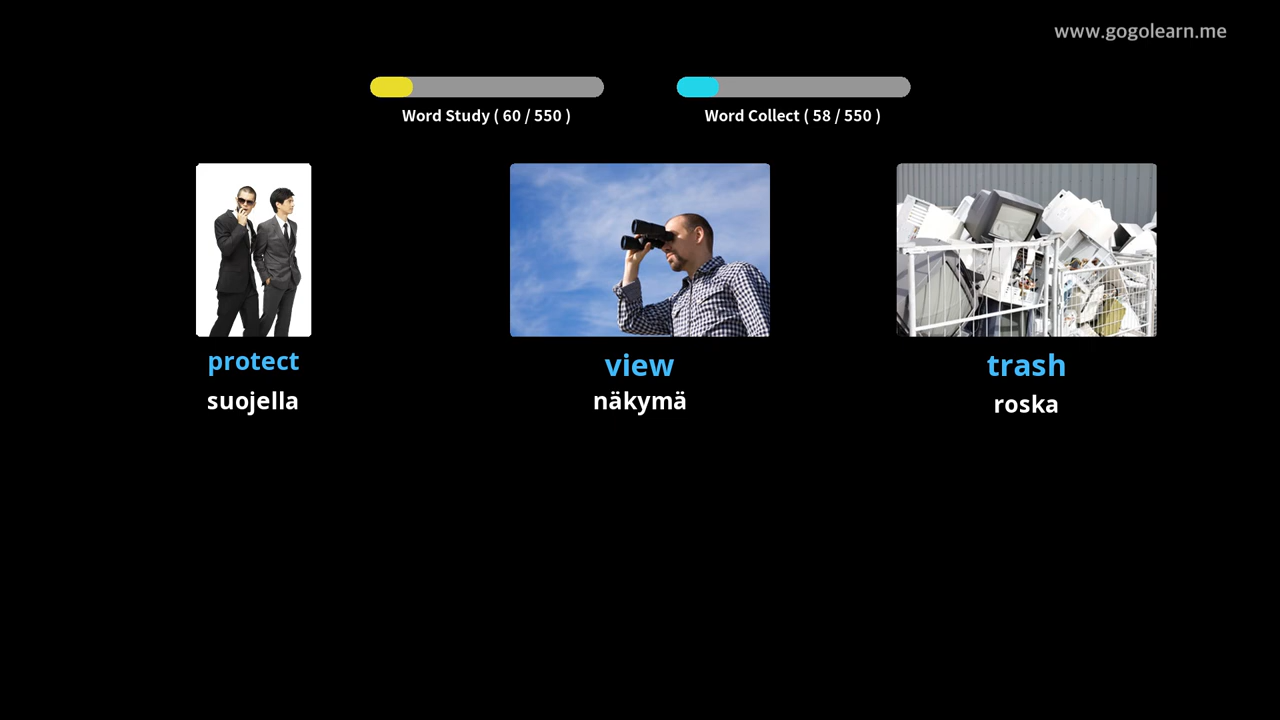 www.gogolearn.me
Word Study ( 60 / 550 )
Word Collect ( 58 / 550 )
protect
suojella
view
näkymä
trash
roska